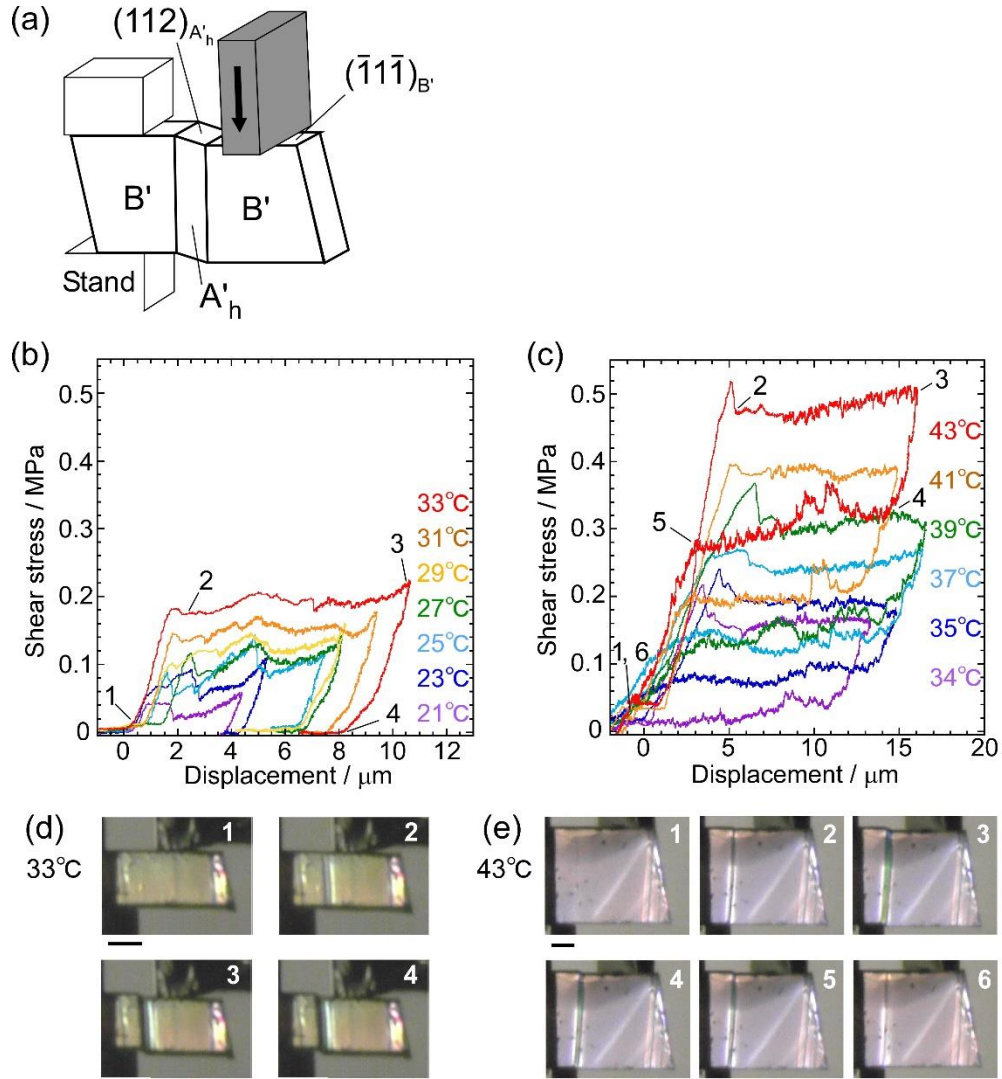 (a)
(112)A'h
(1̄11̄)B'
B'
B'
Stand
A'h
(b)
Shear stress / MPa
0.5
0.4
0.3
0.2
0.1
0
0 2 4 6 8 10 12
Displacement / μm
1
2
3
4
33℃
31℃
29℃
27℃
25℃
23℃
21℃
(c)
Shear stress / MPa
0.5
0.4
0.3
0.2
0.1
0
0 5 10 15 20
Displacement / μm
1
2
3
4
5
6
43℃
41℃
39℃
37℃
35℃
34℃
(d)
33℃
1
2
3
4
(e)
43℃
1
2
3
4
5
6